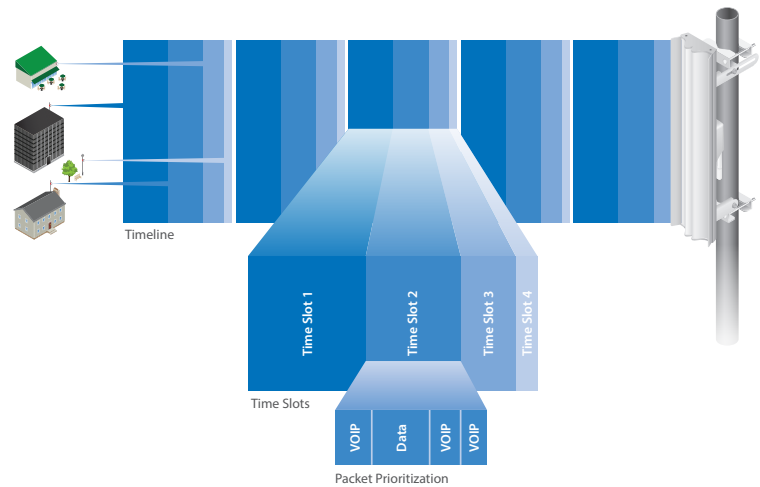 Timeline
Time Slot 1
Time Slot 2
Time Slot 3
Time Slot 4
Time Slots
VOIP
Data
VOIP
VOIP
Packet Prioritization